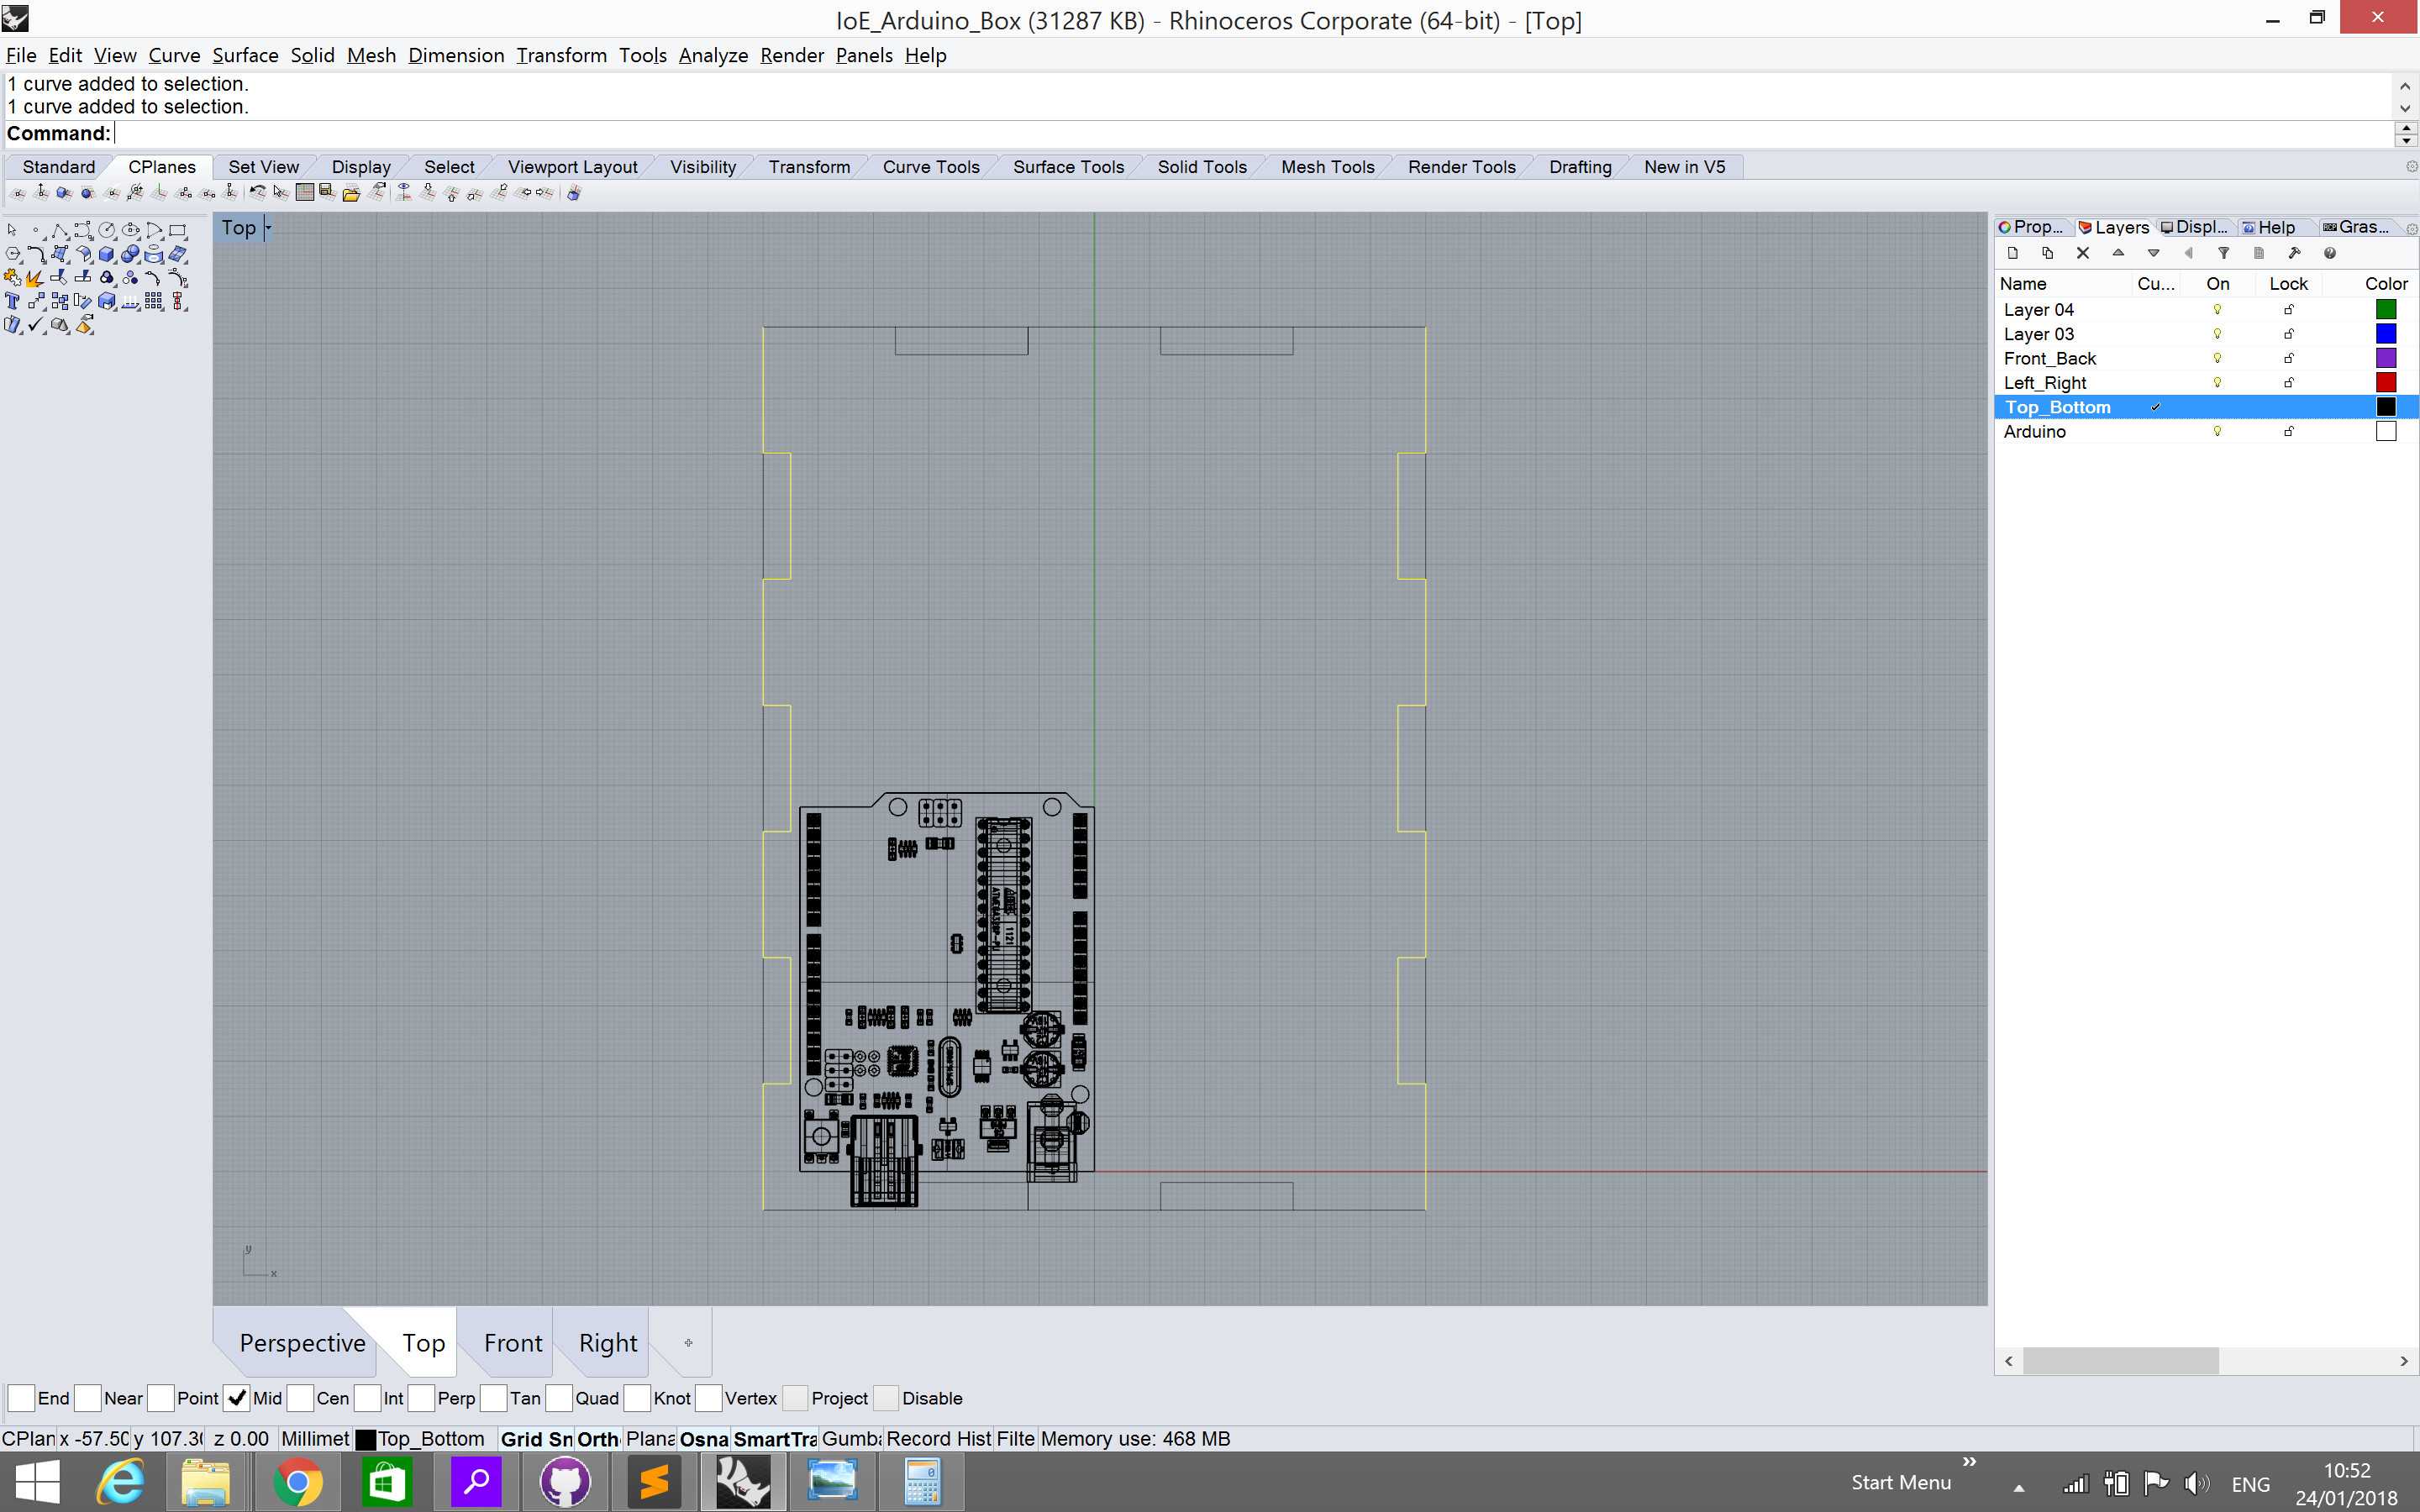 IoE_Arduino_Box (31287 KB) - Rhinoceros Corporate (64-bit) - [Top]
File Edit View Curve Surface Solid Mesh Dimension Transform Tools Analyze Render Panels Help
1 curve added to selection.
1 curve added to selection.
Command:
Standard CPlanes Set View Display Select Viewport Layout Visibility Transform Curve Tools Surface Tools Solid Tools Mesh Tools Render Tools Drafting New in V5
Top
Prop... Layers Displ... Help Gras...
Name Cu... On Lock Color
Layer 04
Layer 03
Front_Back
Left_Right
Top_Bottom
Arduino
1121
y
x
Perspective Top Front Right
End Near Point Mid Cen Int Perp Tan Quad Knot Vertex Project Disable
CPlan x -57.50 y 107.30 z 0.00 Millimet Top_Bottom Grid Sn Orth Plana Osna SmartTra Gumba Record Hist Filte Memory use: 468 MB
Start Menu
ENG
10:52
24/01/2018